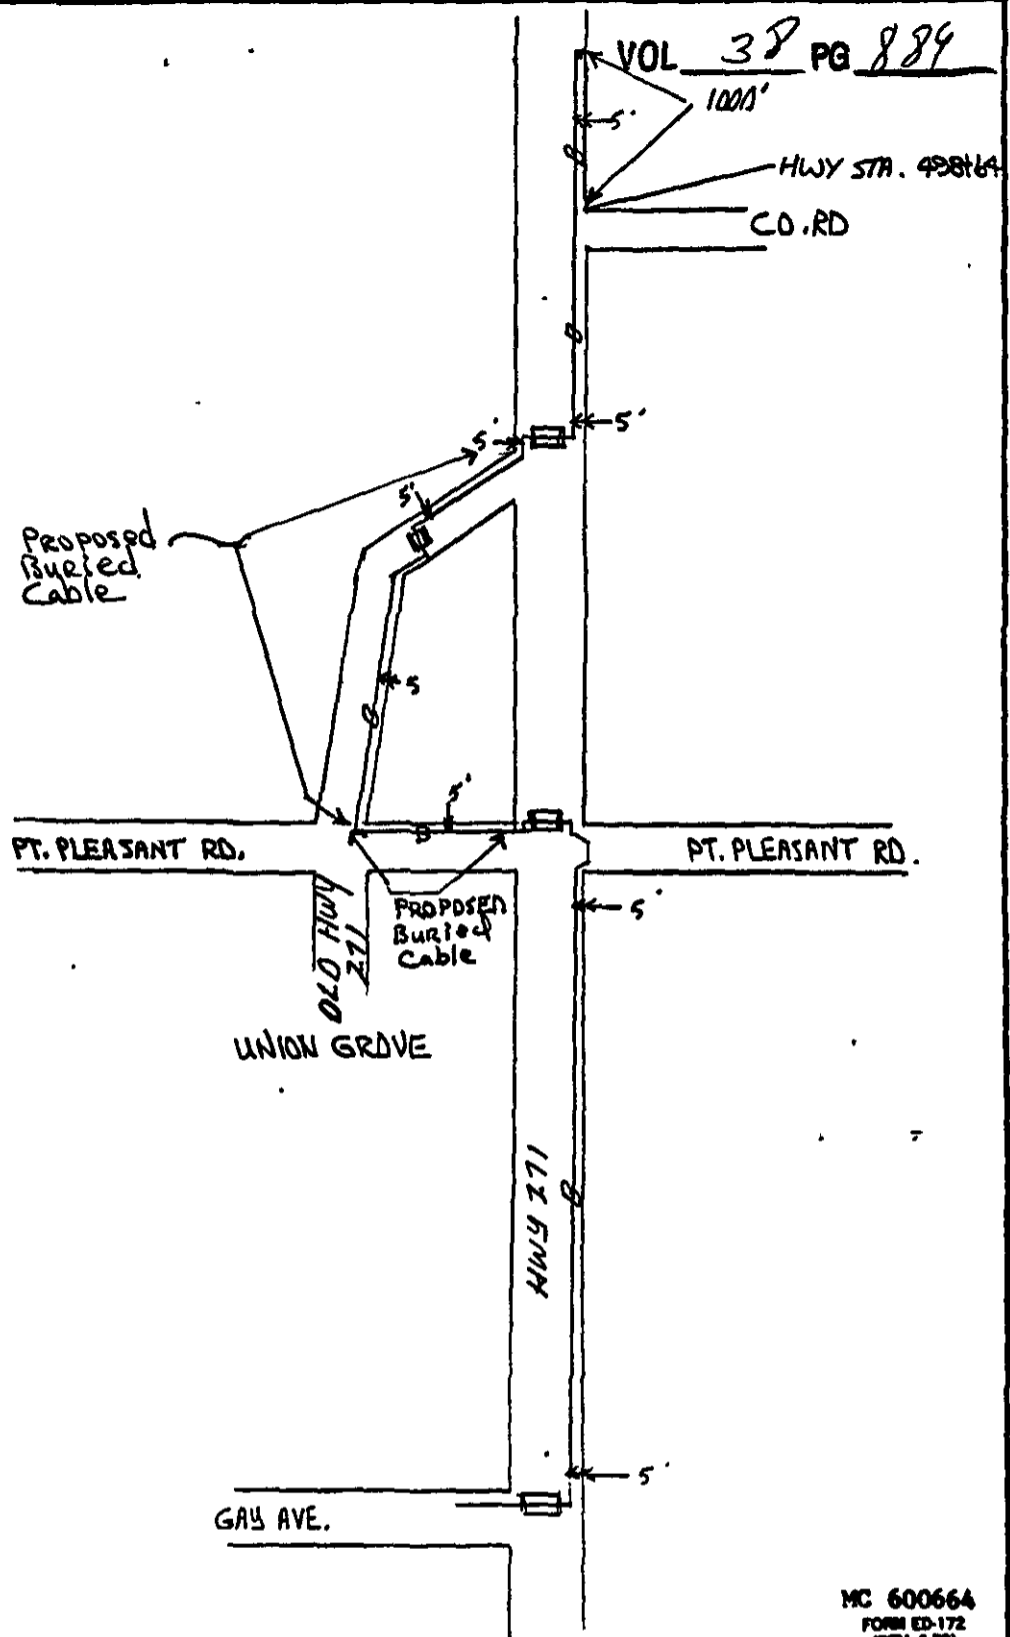 VOL 38 PG 884
1000'
5'
HWY STA. 498+64
CO. RD
5'
5'
5'
Proposed
Buried
Cable
5
5'
PT. PLEASANT RD.
PT. PLEASANT RD.
OLD HWY
271
PROPOSED
Buried
Cable
5'
UNION GROVE
HWY 271
B
B
B
B
B
5'
GAY AVE.
MC 600664
FORM ED-172